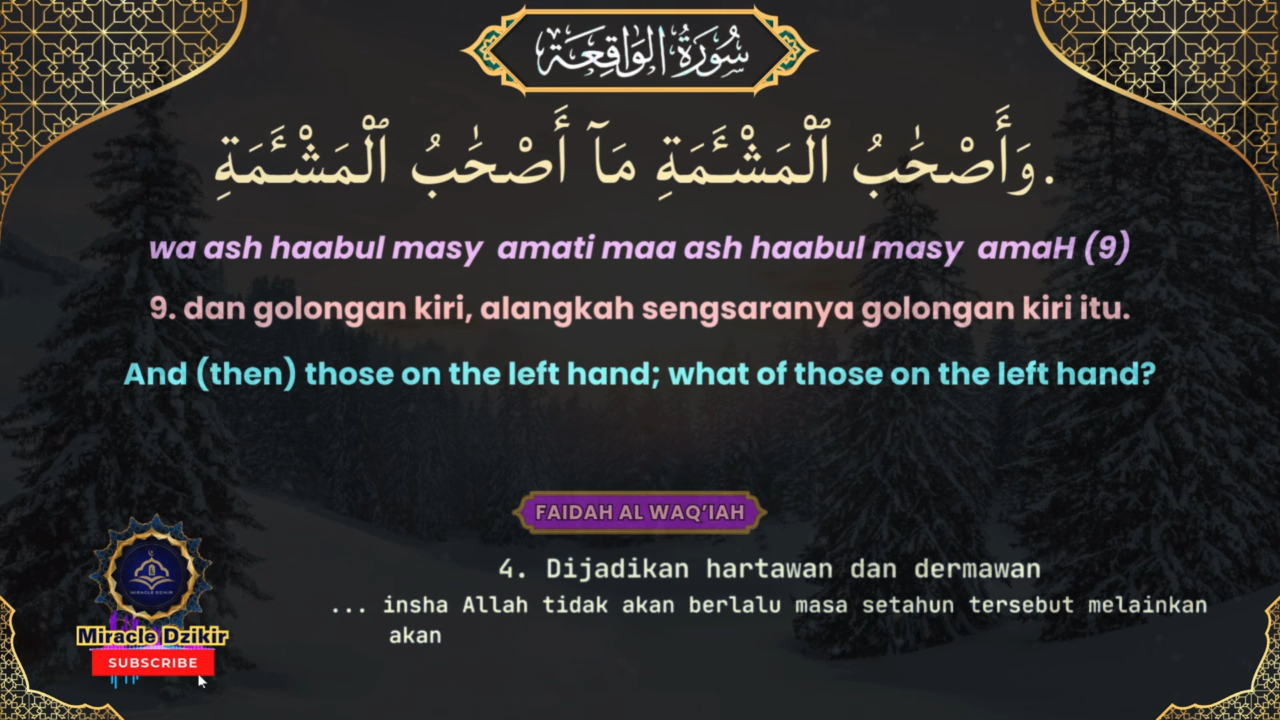 سُورَةُ الوَاقِعَة
وَأَصْحَٰبُ ٱلْمَشْـَٔمَةِ مَآ أَصْحَٰبُ ٱلْمَشْـَٔمَةِ.
wa ash haabul masy amati maa ash haabul masy amaH (9)
9. dan golongan kiri, alangkah sengsaranya golongan kiri itu.
And (then) those on the left hand; what of those on the left hand?
FAIDAH AL WAQ'IAH
4. Dijadikan hartawan dan dermawan
... insha Allah tidak akan berlalu masa setahun tersebut melainkan
akan
MIRACLE DZIKIR
Miracle Dzikir
SUBSCRIBE